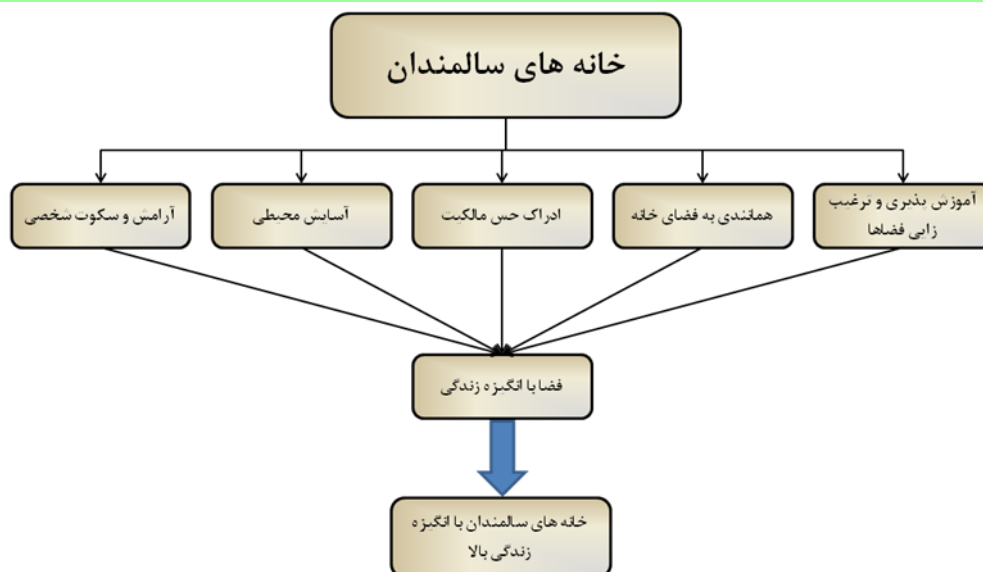 خانه های سالمندان
آموزش پذیری و ترغیب
زایی فضاها
همانندی به فضای خانه
ادراک حس مالکیت
آسایش محیطی
آرامش و سکوت شخصی
فضا با انگیزه زندگی
خانه های سالمندان با انگیزه
زندگی بالا